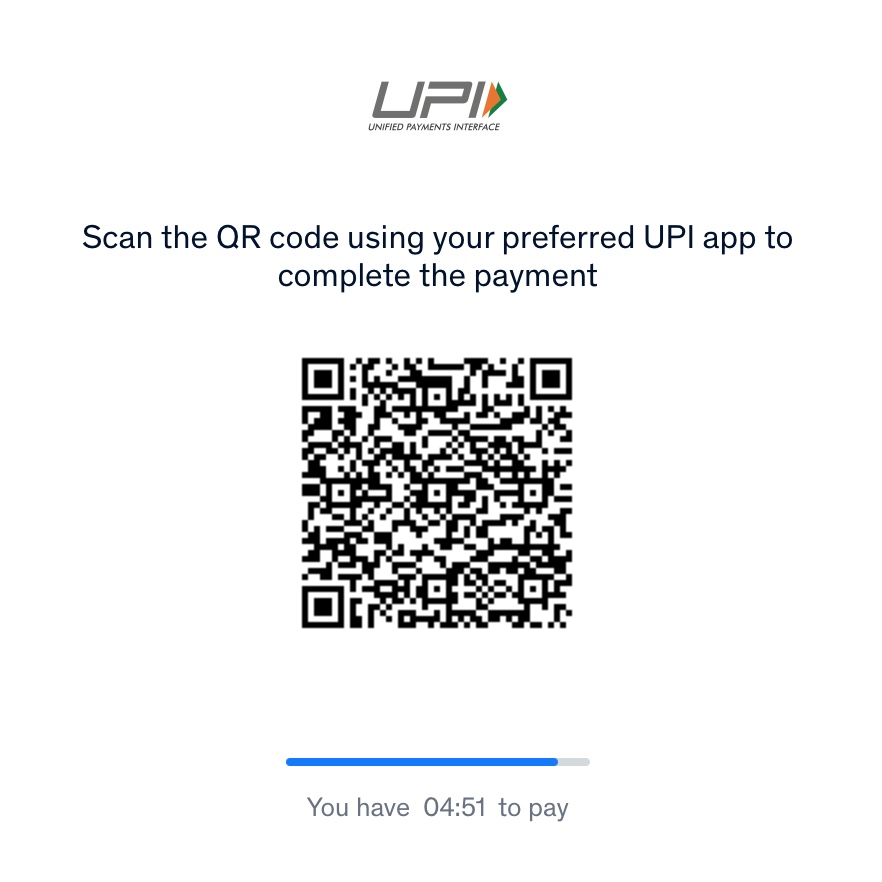 UPI
UNIFIED PAYMENTS INTERFACE
Scan the QR code using your preferred UPI app to
complete the payment
You have 04:51 to pay